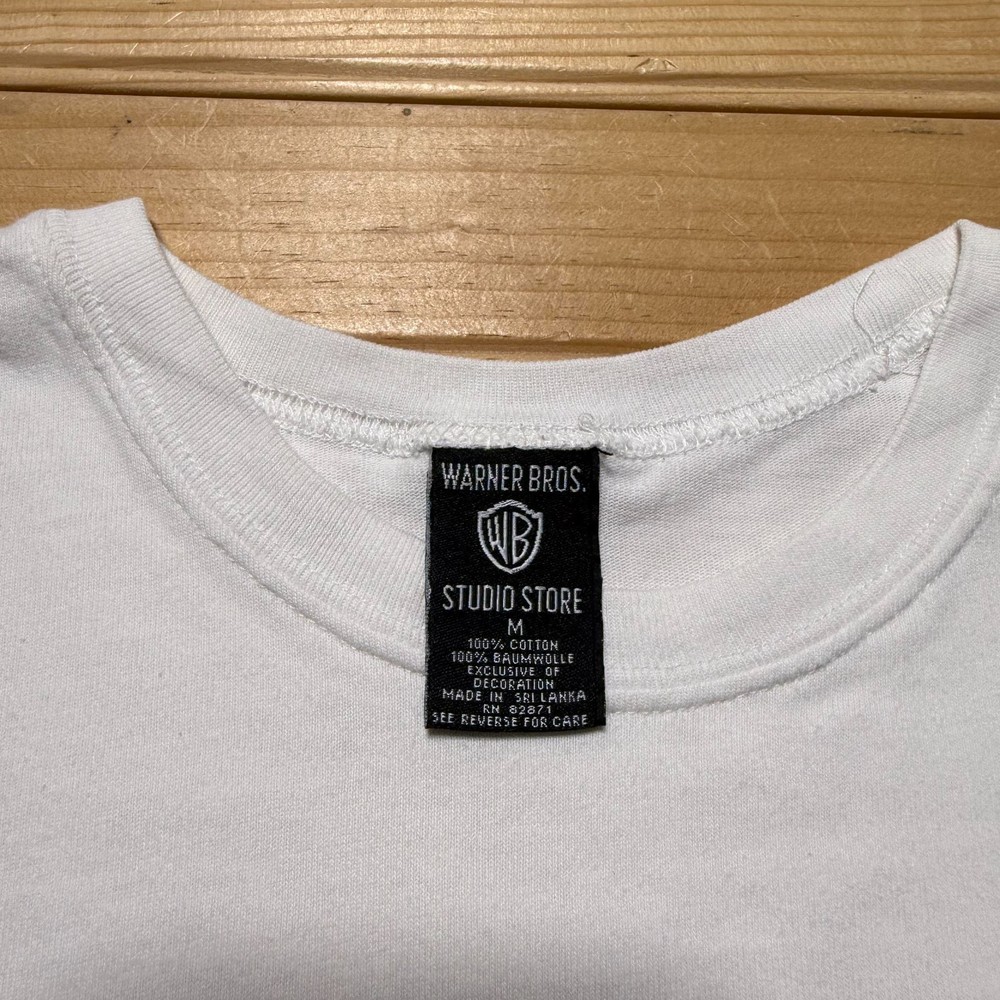 WARNER BROS.
WB
STUDIO STORE
M
100% COTTON
100% BAUMWOLLE
EXCLUSIVE OF
DECORATION
MADE IN SRI LANKA
RN 82871
SEE REVERSE FOR CARE